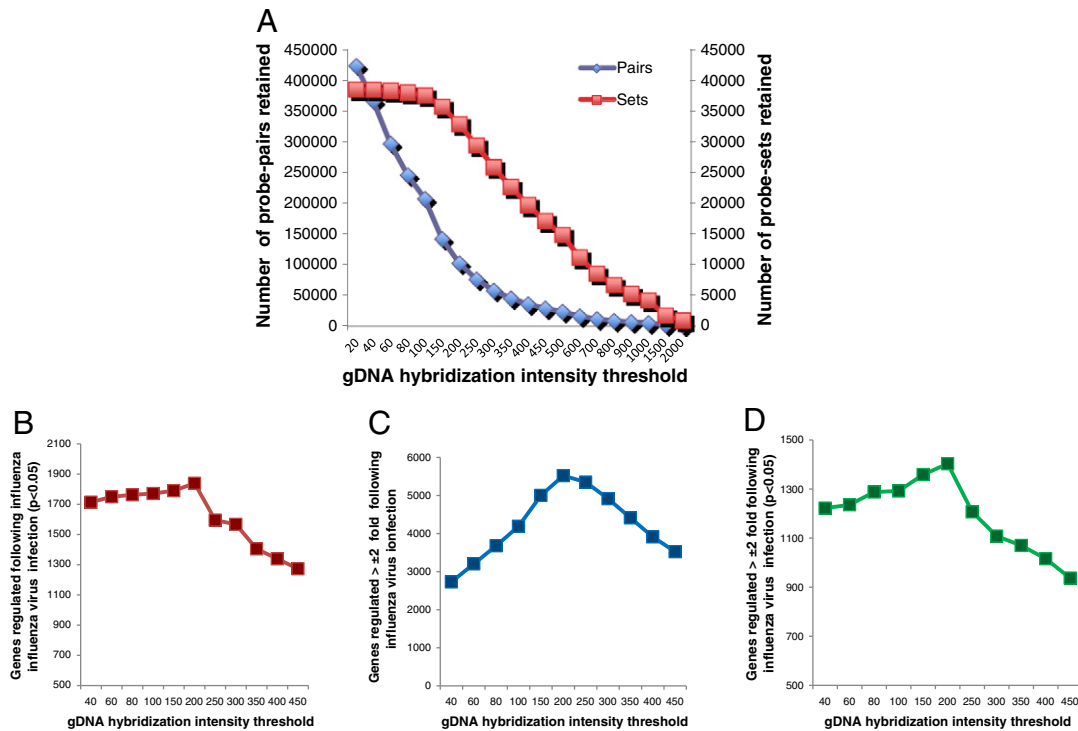 A
Number of probe-pairs retained
450000
400000
350000
300000
250000
200000
150000
100000
50000
0
Pairs
Sets
45000
40000
35000
30000
25000
20000
15000
10000
5000
0
Number of probe-sets retained
20 40 60 80 100 150 200 250 300 350 400 450 500 600 700 800 900 1000 1500 2000
gDNA hybridization intensity threshold
B
Genes regulated following influenza
influenza virus infection (p<0.05)
2100
1900
1700
1500
1300
1100
900
700
500
40 60 80 100 150 200 250 300 350 400 450
gDNA hybridization intensity threshold
C
Genes regulated > ±2 fold following
influenza virus ionfection
6000
5000
4000
3000
2000
1000
0
40 60 80 100 150 200 250 300 350 400 450
gDNA hybridization intensity threshold
D
Genes regulated > ±2 fold following
influenza virus infection (p<0.05)
1500
1300
1100
900
700
500
40 60 80 100 150 200 250 300 350 400 450
gDNA hybridization intensity threshold